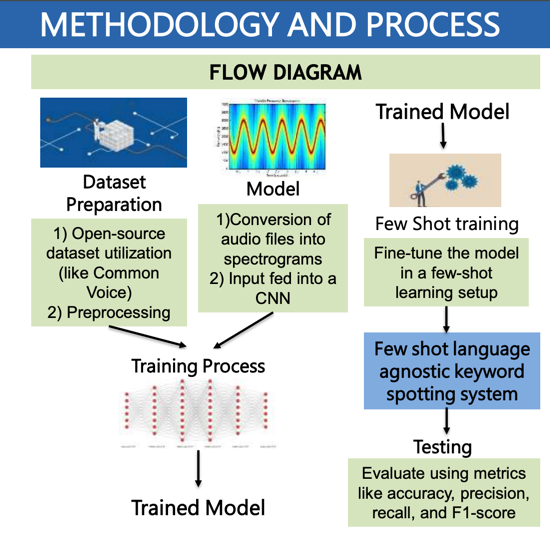 METHODOLOGY AND PROCESS
FLOW DIAGRAM
Dataset
Preparation
1) Open-source
dataset utilization
(like Common
Voice)
2) Preprocessing
Model
1)Conversion of
audio files into
spectrograms
2) Input fed into a
CNN
Training Process
Trained Model
Trained Model
Few Shot training
Fine-tune the model
in a few-shot
learning setup
Few shot language
agnostic keyword
spotting system
Testing
Evaluate using metrics
like accuracy, precision,
recall, and F1-score